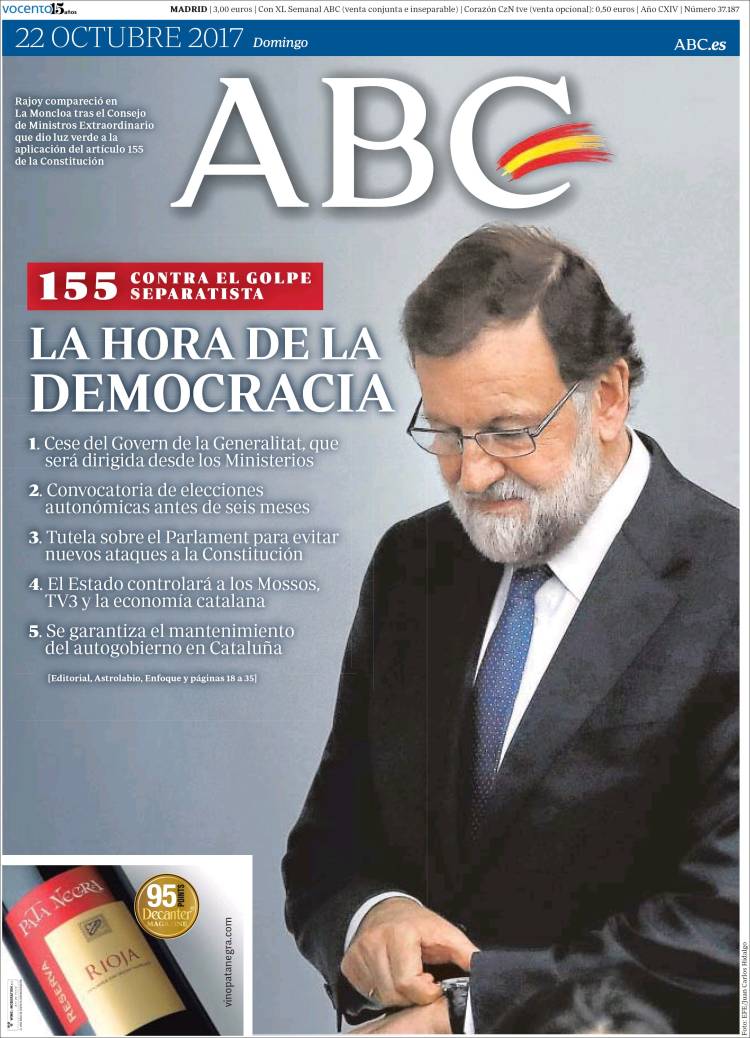 vocento 15 años
MADRID | 3,00 euros | Con XL Semanal ABC (venta conjunta e inseparable) | Corazón CzN tve (venta opcional): 0,50 euros | Año CXIV | Número 37.187
22 OCTUBRE 2017 Domingo
ABC.es
Rajoy compareció en
La Moncloa tras el Consejo
de Ministros Extraordinario
que dio luz verde a la
aplicación del artículo 155
de la Constitución
ABC
155 CONTRA EL GOLPE
SEPARATISTA
LA HORA DE LA
DEMOCRACIA
1. Cese del Govern de la Generalitat, que
será dirigida desde los Ministerios
2. Convocatoria de elecciones
autonómicas antes de seis meses
3. Tutela sobre el Parlament para evitar
nuevos ataques a la Constitución
4. El Estado controlará a los Mossos,
TV3 y la economía catalana
5. Se garantiza el mantenimiento
del autogobierno en Cataluña
[Editorial, Astrolabio, Enfoque y páginas 18 a 35]
PATA NEGRA
RESERVA
RIOJA
95 POINTS
Decanter
MAGAZINE
vinopatanegra.com
Foto: EFE/Juan Carlos Hidalgo